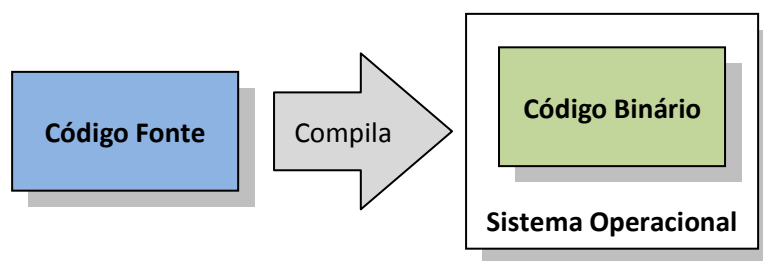 Código Fonte
Compila
Código Binário
Sistema Operacional